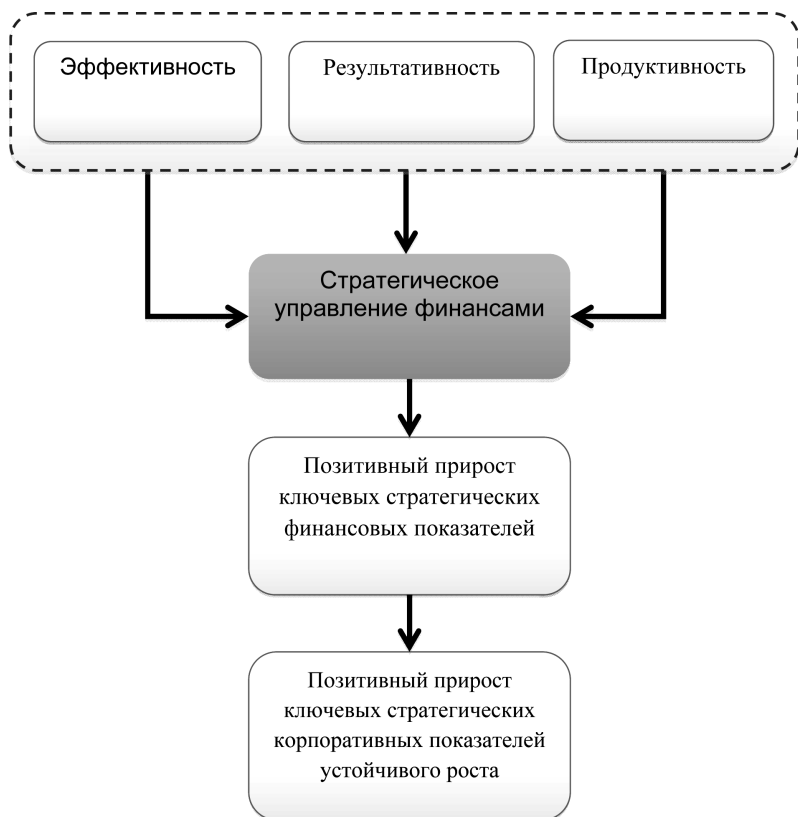 Эффективность
Результативность
Продуктивность
Стратегическое
управление финансами
Позитивный прирост
ключевых стратегических
финансовых показателей
Позитивный прирост
ключевых стратегических
корпоративных показателей
устойчивого роста